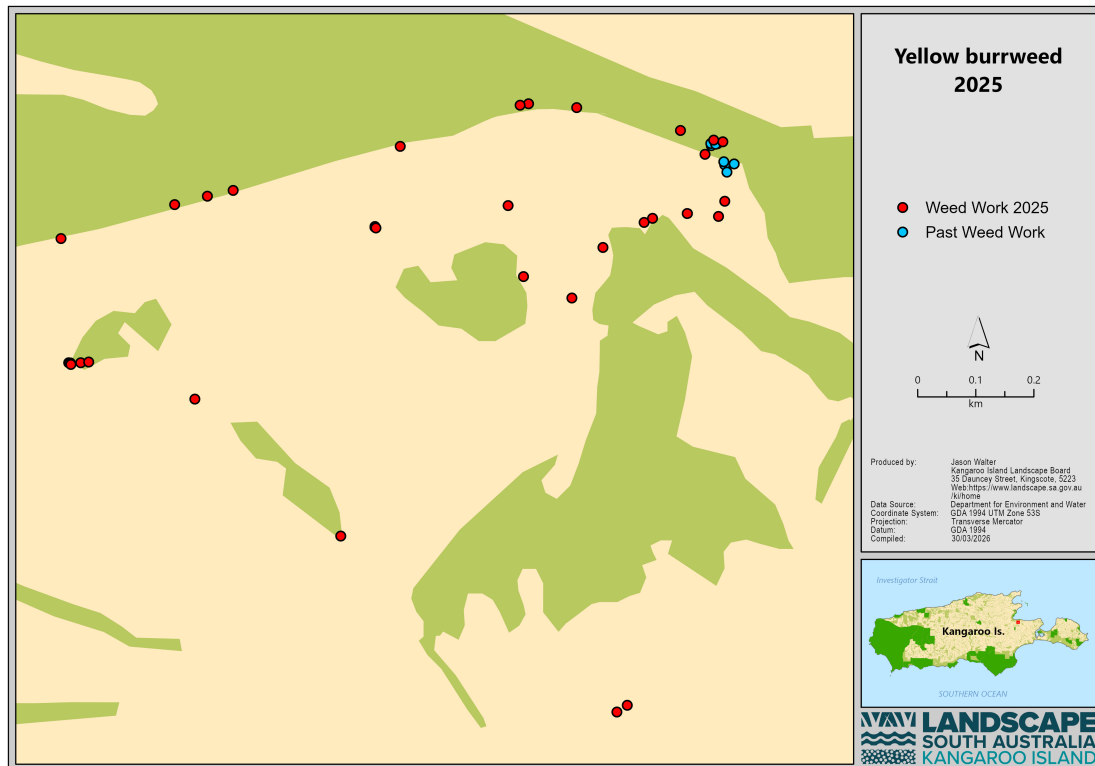 Yellow burrweed
2025
Weed Work 2025
Past Weed Work
N
0 0.1 0.2
km
Produced by: Jason Walter
Kangaroo Island Landscape Board
35 Dauncey Street, Kingscote, 5223
Web:https://www.landscape.sa.gov.au
/ki/home
Data Source: Department for Environment and Water
Coordinate System: GDA 1994 UTM Zone 53S
Projection: Transverse Mercator
Datum: GDA 1994
Compiled: 30/03/2026
Investigator Strait
Kangaroo Is.
SOUTHERN OCEAN
LANDSCAPE
SOUTH AUSTRALIA
KANGAROO ISLAND